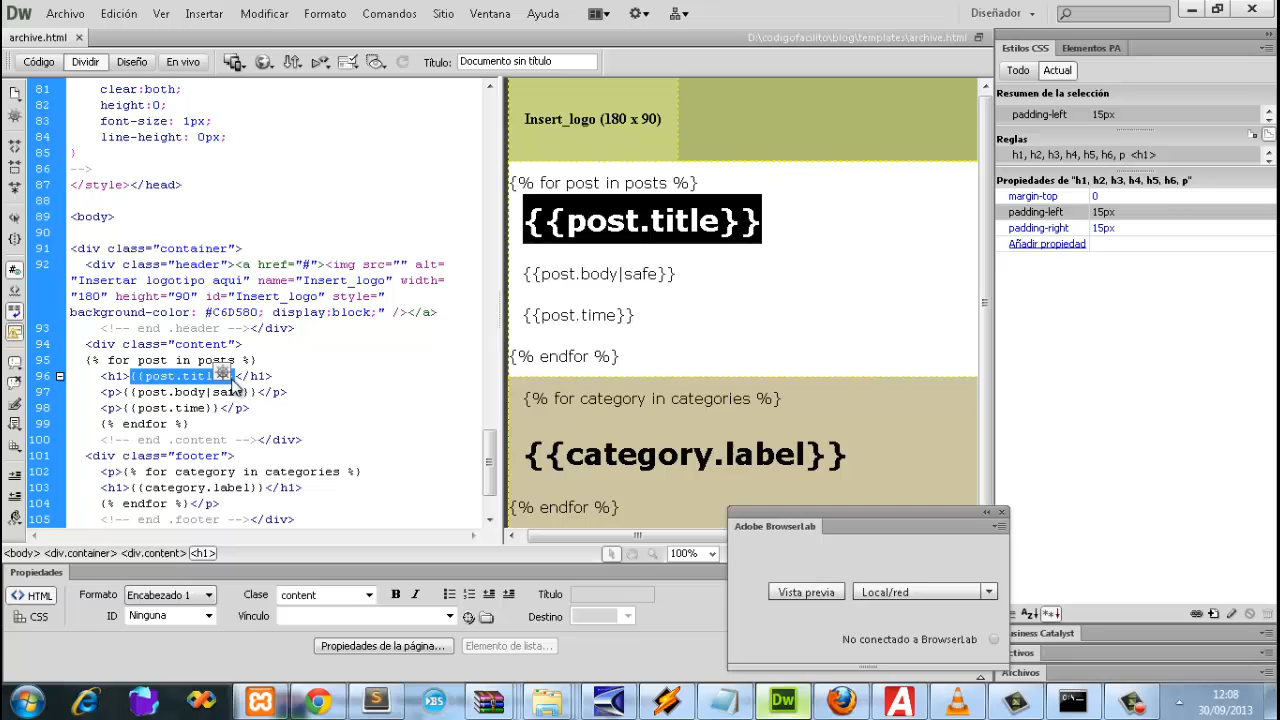 Dw Archivo Edición Ver Insertar Modificar Formato Comandos Sitio Ventana Ayuda Diseñador
archive.html × D:\codigofacilito\blog\templates\archive.html
Código Dividir Diseño En vivo Título: Documento sin título
81 clear:both;
82 height:0;
83 font-size: 1px;
84 line-height: 0px;
85 }
86 -->
87 </style></head>
88
89 <body>
90
91 <div class="container">
92 <div class="header"><a href="#"><img src="" alt=
"Insertar logotipo aquí" name="Insert_logo" width=
"180" height="90" id="Insert_logo" style="
background-color: #C6D580; display:block;" /></a>
93 <!-- end .header --></div>
94 <div class="content">
95 {% for post in posts %}
96 <h1>{{post.titl </h1>
97 <p>{{post.body|safe}}</p>
98 <p>{{post.time}}</p>
99 {% endfor %}
100 <!-- end .content --></div>
101 <div class="footer">
102 <p>{% for category in categories %}
103 <h1>{{category.label}}</h1>
104 {% endfor %}</p>
105 <!-- end .footer --></div>
Insert_logo (180 x 90)
{% for post in posts %}
{{post.title}}
{{post.body|safe}}
{{post.time}}
{% endfor %}
{% for category in categories %}
{{category.label}}
{% endfor %}
Estilos CSS Elementos PA
Todo Actual
Resumen de la selección
padding-left 15px
Reglas
h1, h2, h3, h4, h5, h6, p <h1>
Propiedades de "h1, h2, h3, h4, h5, h6, p"
margin-top 0
padding-left 15px
padding-right 15px
Añadir propiedad
<body> <div.container> <div.content> <h1> 100%
Propiedades
<> HTML Formato Encabezado 1 Clase content B I Título
CSS ID Ninguna Vínculo Destino
Propiedades de la página... Elemento de lista...
Adobe BrowserLab
Vista previa Local/red
No conectado a BrowserLab
Az↓
usiness Catalyst
ctivos
Archivos
Dw
12:08
30/09/2013